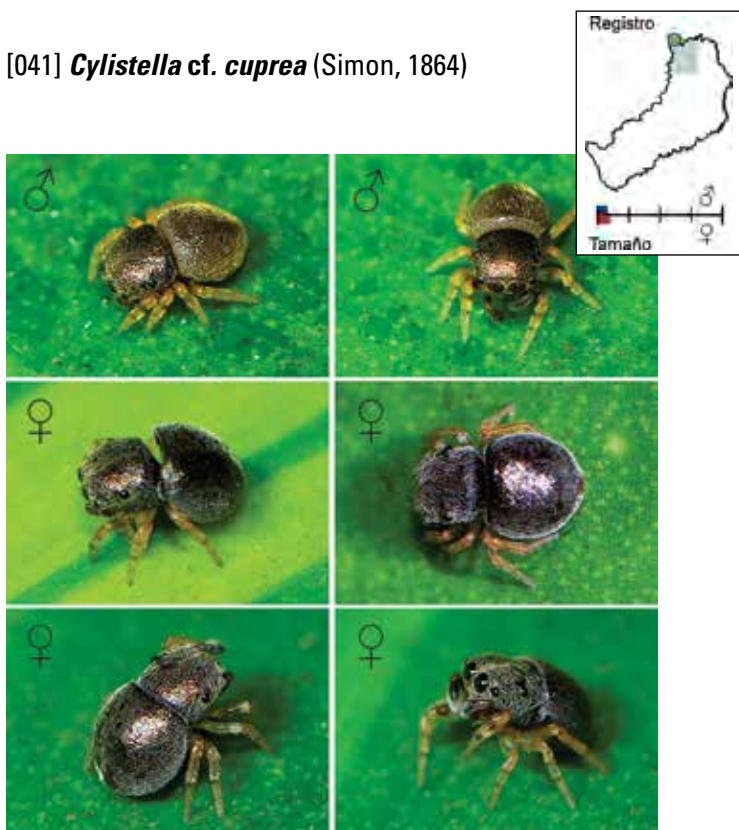 Registro
[041] Cylistella cf. cuprea (Simon, 1864)
♂
♂
♂
♀
Tamaño
♀
♀
♀
♀